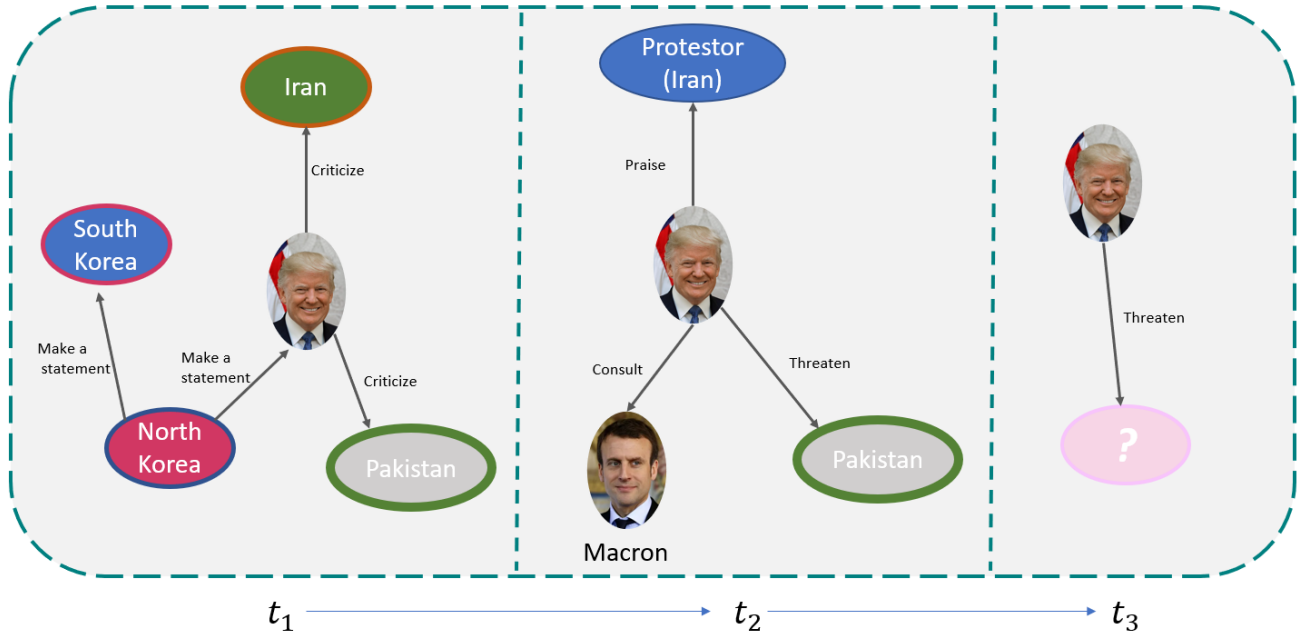 Iran
Criticize
South
Korea
Make a
statement
Make a
statement
North
Korea
Criticize
Pakistan
Protestor
(Iran)
Praise
Consult
Threaten
Macron
Pakistan
Threaten
?
t1
t2
t3